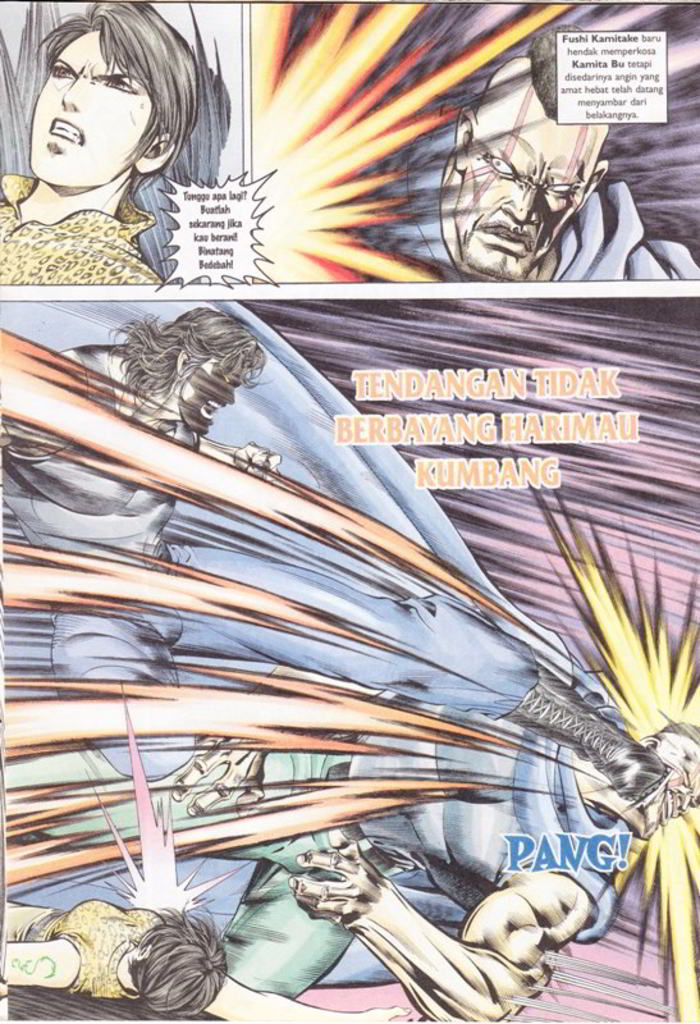 Fushi Kamitake baru
hendak memperkosa
Kamita Bu tetapi
disedarinya angin yang
amat hebat telah datang
menyambar dari
belakangnya.
Tunggu apa lagi?
Buatlah
sekarang jika
kau berani!
Binatang
Bedebah!
TENDANGAN TIDAK
BERBAYANG HARIMAU
KUMBANG
PANG!